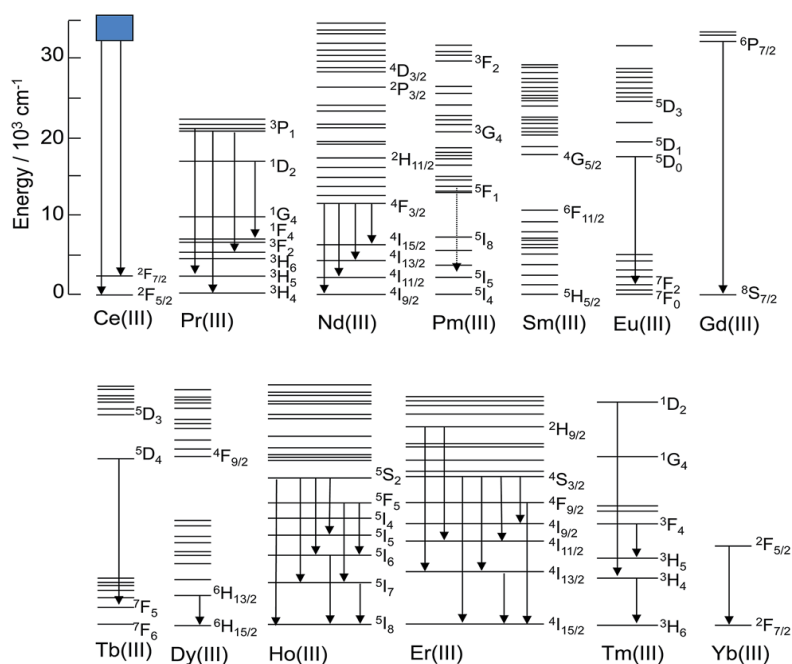 Energy / 10³ cm⁻¹
30
20
10
0
²F₇/₂
²F₅/₂
Ce(III)
³P₁
¹D₂
¹G₄
¹F₄
³F₂
³H₆
³H₅
³H₄
Pr(III)
⁴D₃/₂
²P₃/₂
²H₁₁/₂
⁴F₃/₂
⁴I₁₅/₂
⁴I₁₃/₂
⁴I₁₁/₂
⁴I₉/₂
Nd(III)
³F₂
³G₄
⁵F₁
⁵I₈
⁵I₅
⁵I₄
Pm(III)
⁴G₅/₂
⁶F₁₁/₂
⁵H₅/₂
Sm(III)
⁵D₃
⁵D₁
⁵D₀
⁷F₂
⁷F₀
Eu(III)
⁶P₇/₂
⁸S₇/₂
Gd(III)
⁵D₃
⁵D₄
⁷F₅
⁷F₆
Tb(III)
⁴F₉/₂
⁶H₁₃/₂
⁶H₁₅/₂
Dy(III)
⁵S₂
⁵F₅
⁵I₄
⁵I₅
⁵I₆
⁵I₇
⁵I₈
Ho(III)
²H₉/₂
⁴S₃/₂
⁴F₉/₂
⁴I₉/₂
⁴I₁₁/₂
⁴I₁₃/₂
⁴I₁₅/₂
Er(III)
¹D₂
¹G₄
³F₄
³H₅
³H₄
³H₆
Tm(III)
²F₅/₂
²F₇/₂
Yb(III)